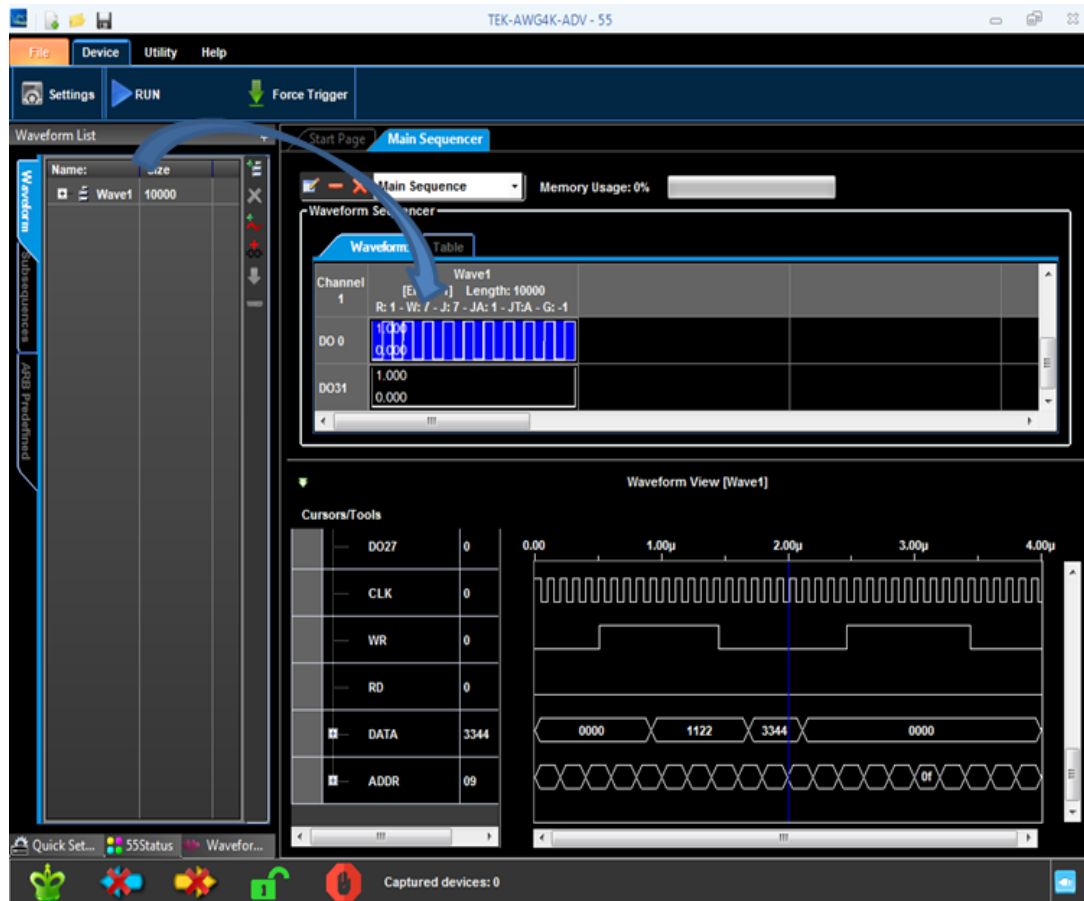 TEK-AWG4K-ADV - 55
File Device Utility Help
Settings RUN Force Trigger
Waveform List
Start Page Main Sequencer
Waveform
Subsequences
ARB Predefined
Name: Size
Wave1 10000
Main Sequence Memory Usage: 0%
Waveform Sequencer
Waveform Table
Channel 1
Wave1
Length: 10000
R: 1 - W: 7 - J: 7 - JA: 1 - JT:A - G: -1
DO 0 1.000
0.000
DO31 1.000
0.000
Waveform View [Wave1]
Cursors/Tools
0.00 1.00µ 2.00µ 3.00µ 4.00µ
DO27 0
CLK 0
WR 0
RD 0
DATA 3344 0000 1122 3344 0000
ADDR 09 0f
Quick Set... 55Status Wavefor...
Captured devices: 0